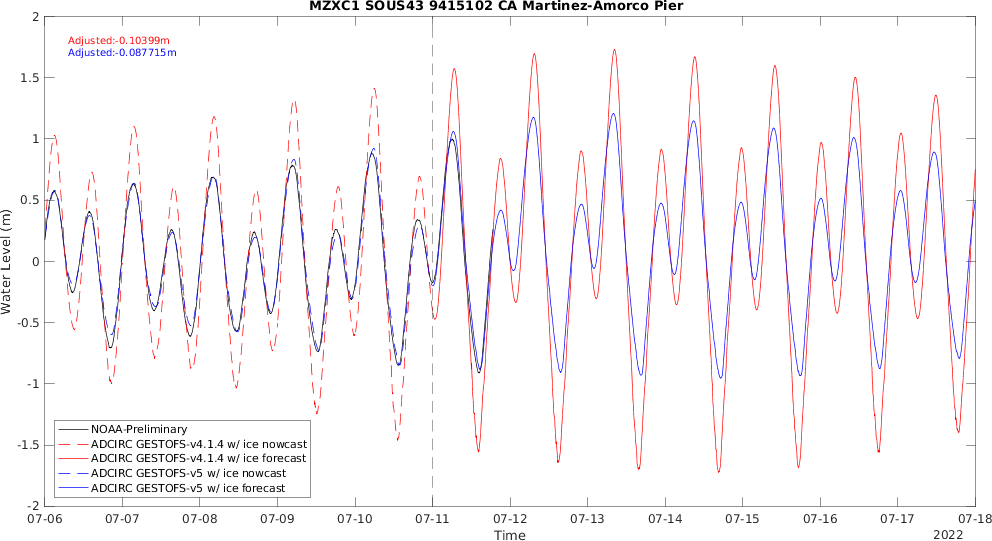 MZXC1 SOUS43 9415102 CA Martinez-Amorco Pier
Adjusted:-0.10399m
Adjusted:-0.087715m
2
1.5
1
0.5
0
-0.5
-1
-1.5
-2
Water Level (m)
NOAA-Preliminary
ADCIRC GESTOFS-v4.1.4 w/ ice nowcast
ADCIRC GESTOFS-v4.1.4 w/ ice forecast
ADCIRC GESTOFS-v5 w/ ice nowcast
ADCIRC GESTOFS-v5 w/ ice forecast
07-06 07-07 07-08 07-09 07-10 07-11 07-12 07-13 07-14 07-15 07-16 07-17 07-18
Time
2022